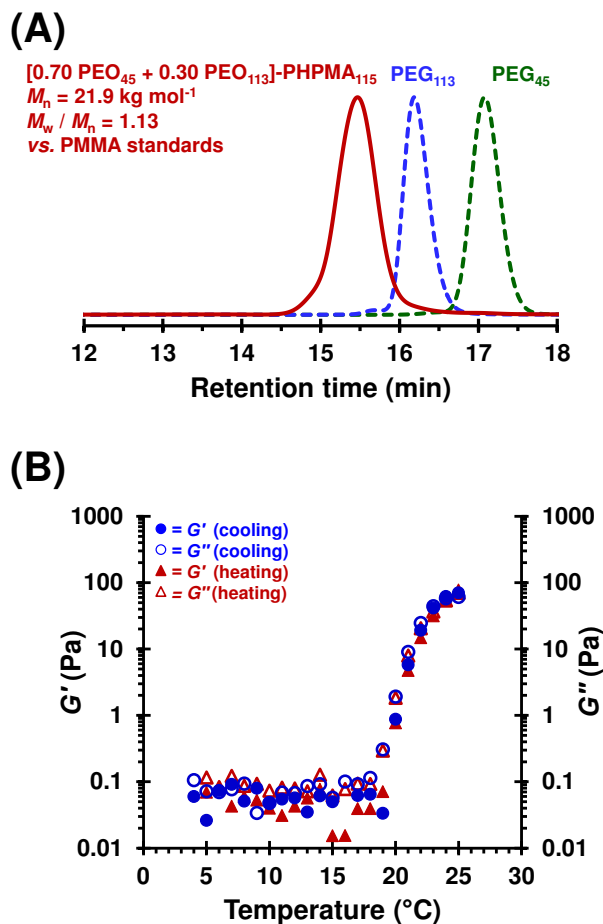 (A)
[0.70 PEO45 + 0.30 PEO113]-PHPMA115
Mn = 21.9 kg mol-1
Mw / Mn = 1.13
vs. PMMA standards
PEG113
PEG45
12 13 14 15 16 17 18
Retention time (min)
(B)
1000
100
10
1
0.1
0.01
G' (Pa)
= G' (cooling)
= G'' (cooling)
= G' (heating)
= G'' (heating)
1000
100
10
1
0.1
0.01
G'' (Pa)
0 5 10 15 20 25 30
Temperature (°C)